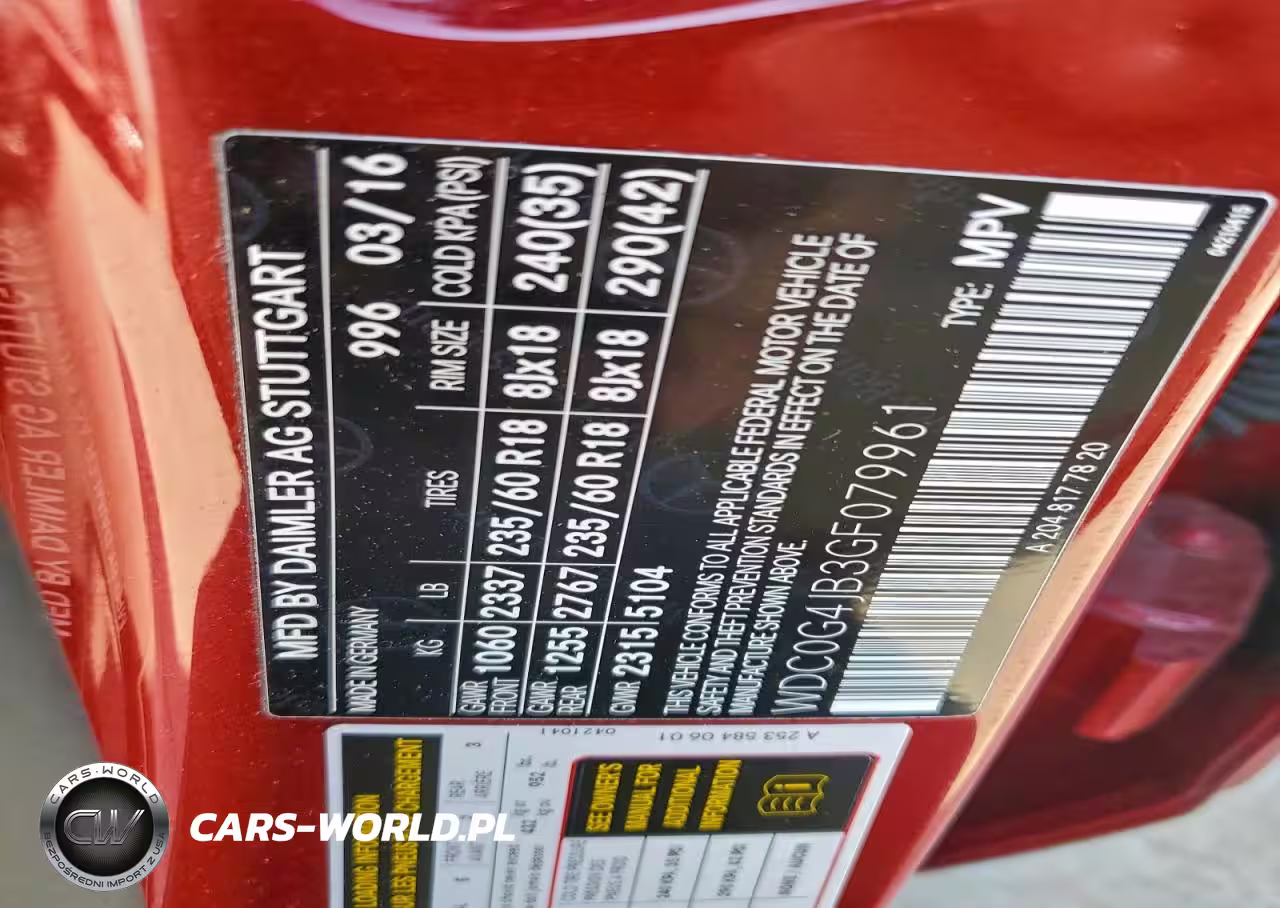 MFD BY DAIMLER AG STUTTGART
MADE IN GERMANY 996 03/16
KG LB TIRES RIM SIZE COLD KPA (PSI)
GAWR FRONT 1060 2337 235/60 R18 8Jx18 240(35)
GAWR REAR 1255 2767 235/60 R18 8Jx18 290(42)
GVWR 2315 5104
THIS VEHICLE CONFORMS TO ALL APPLICABLE FEDERAL MOTOR VEHICLE
SAFETY AND THEFT PREVENTION STANDARDS IN EFFECT ON THE DATE OF
MANUFACTURE SHOWN ABOVE.
WDC0G4JB3GF079961 TYPE: MPV
A 204 817 78 20
A 253 584 06 01
SEE OWNER'S
MANUAL FOR
ADDITIONAL
INFORMATION
CARS-WORLD
CW
BEZPOŚREDNI IMPORT Z USA
CARS-WORLD.PL